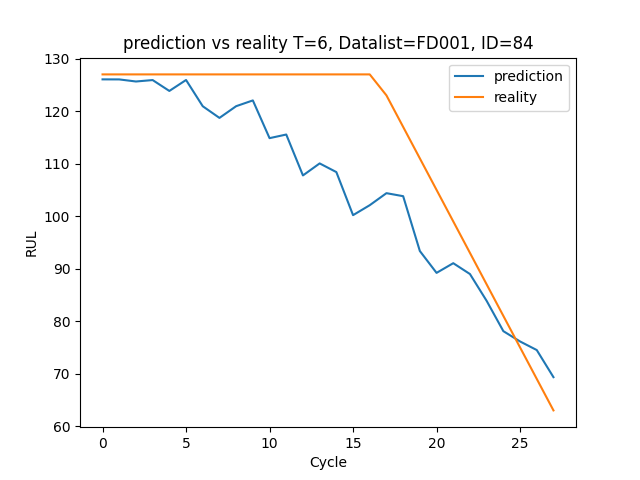 prediction vs reality T=6, Datalist=FD001, ID=84
130
120
110
100
90
80
70
60
RUL
prediction
reality
0 5 10 15 20 25
Cycle